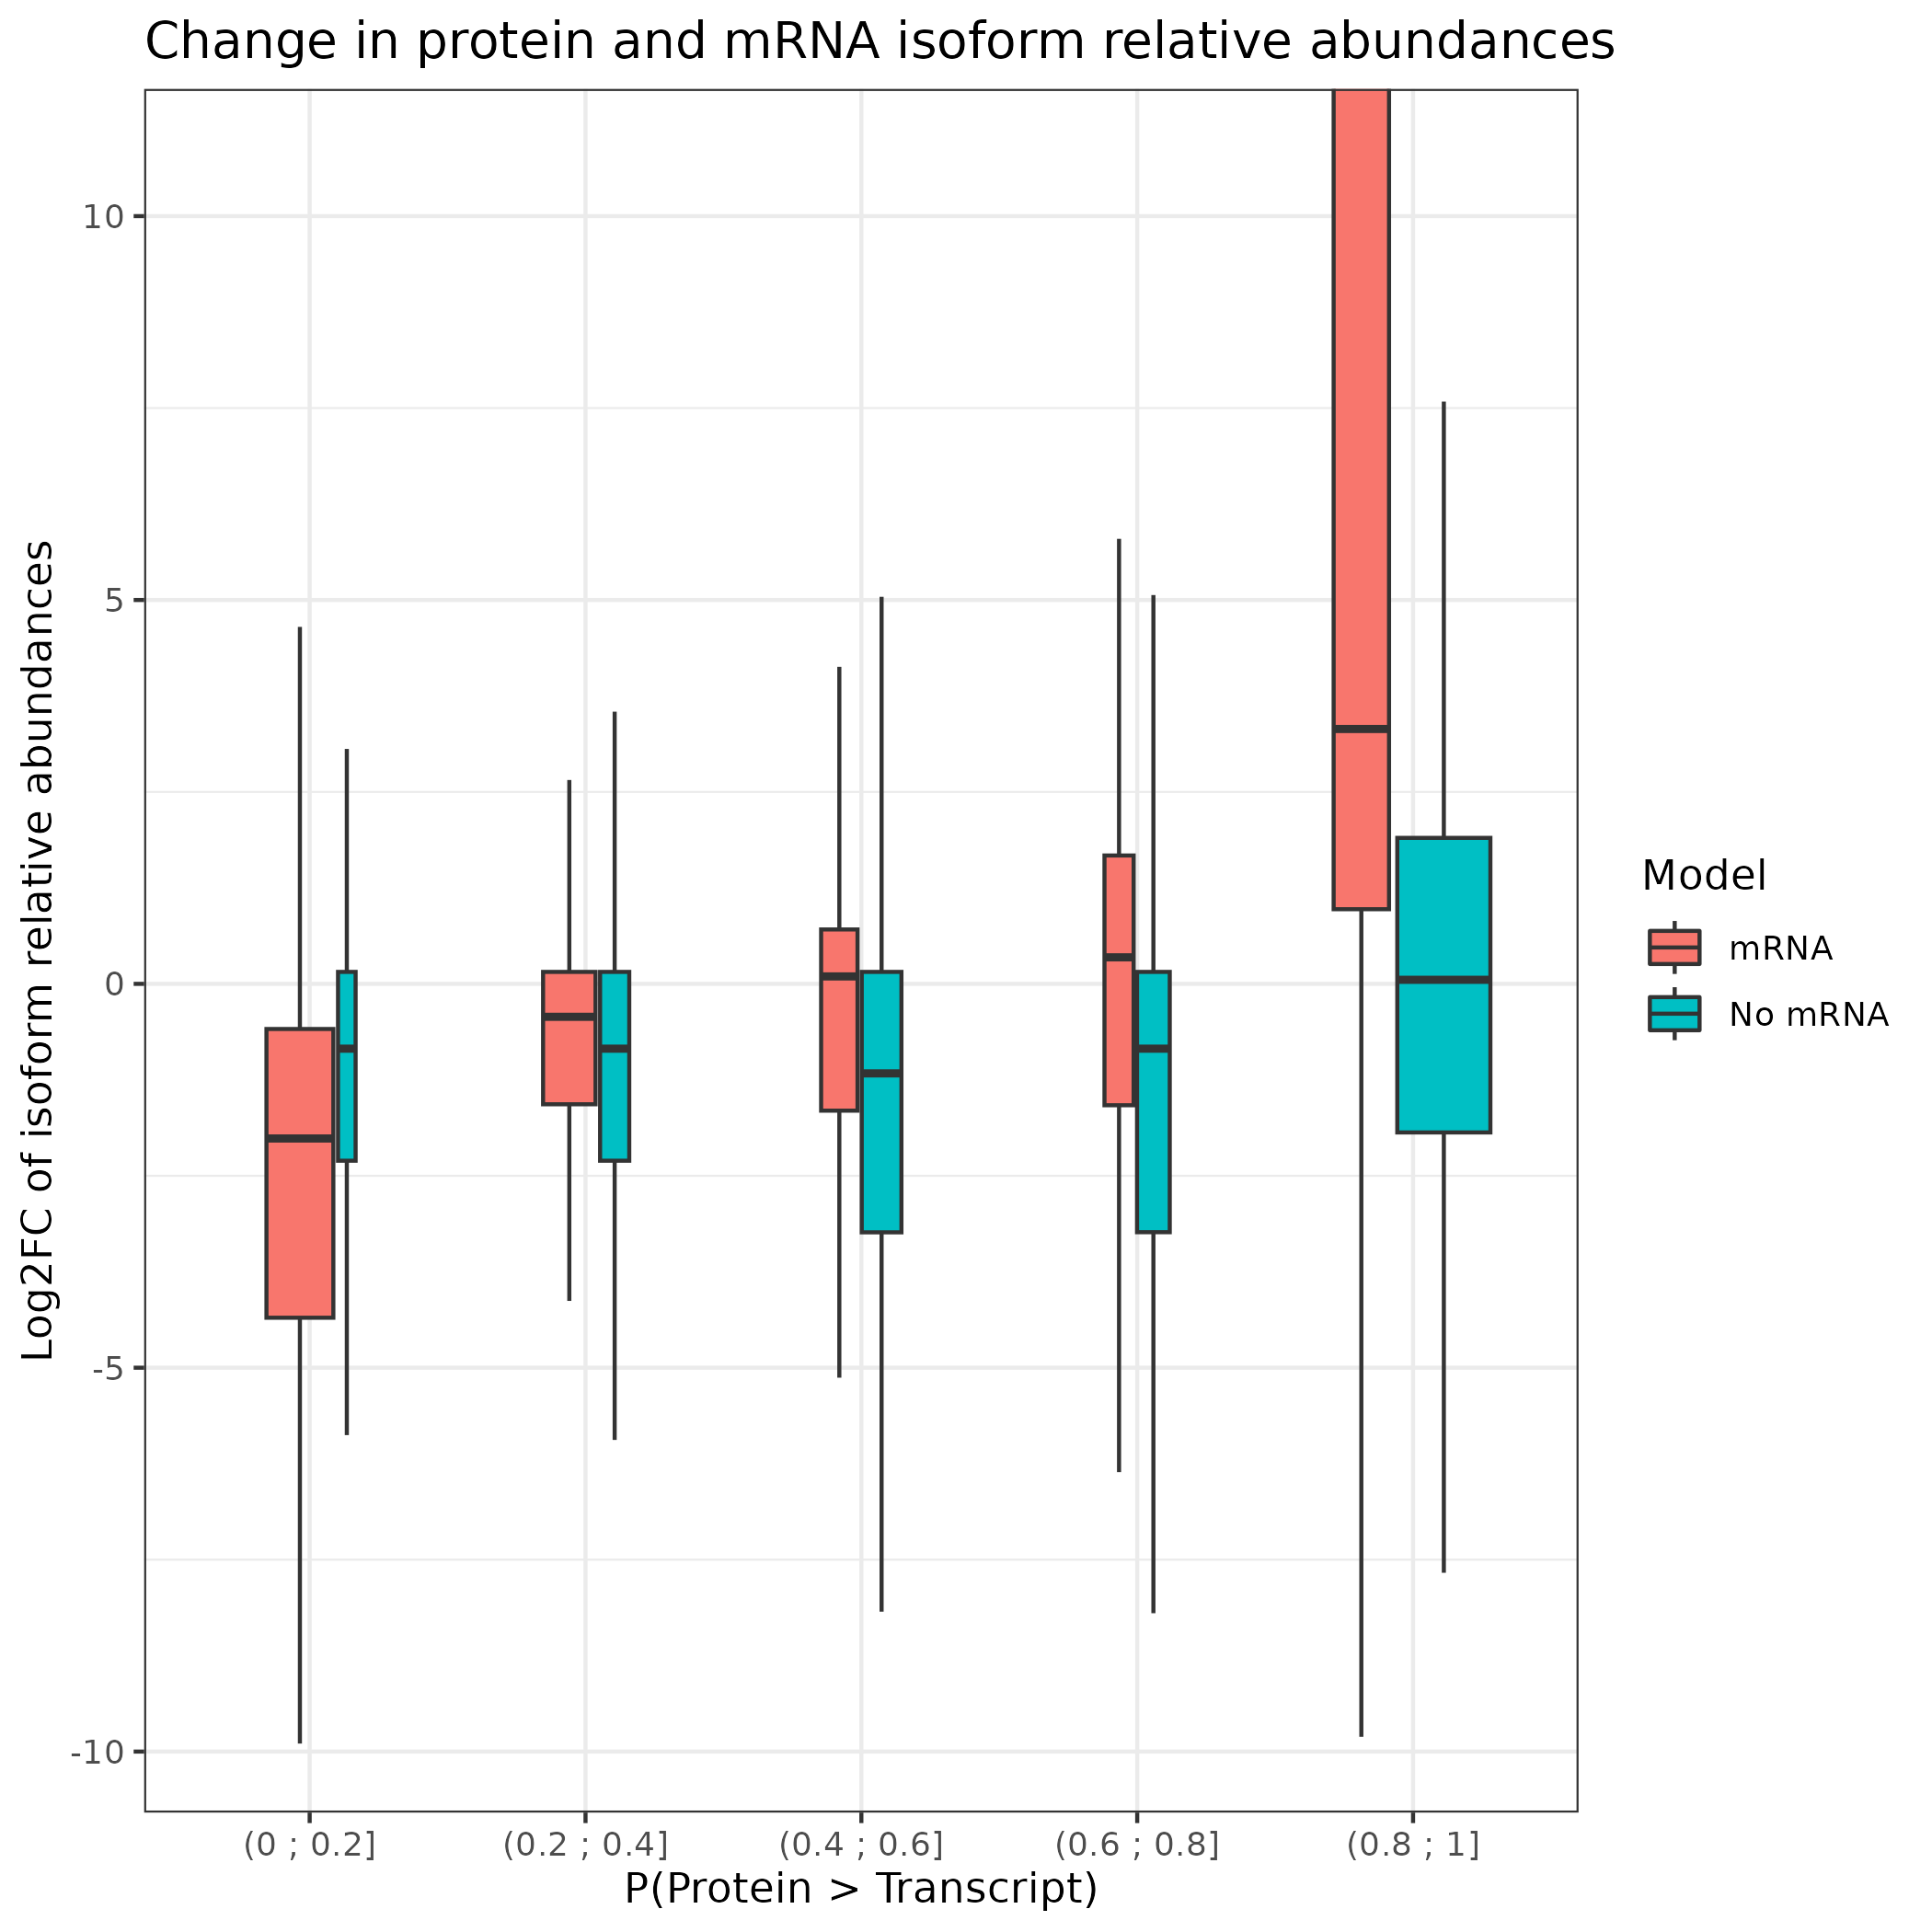 Change in protein and mRNA isoform relative abundances
Log2FC of isoform relative abundances
10
5
0
-5
-10
(0 ; 0.2]
(0.2 ; 0.4]
(0.4 ; 0.6]
(0.6 ; 0.8]
(0.8 ; 1]
P(Protein > Transcript)
Model
mRNA
No mRNA